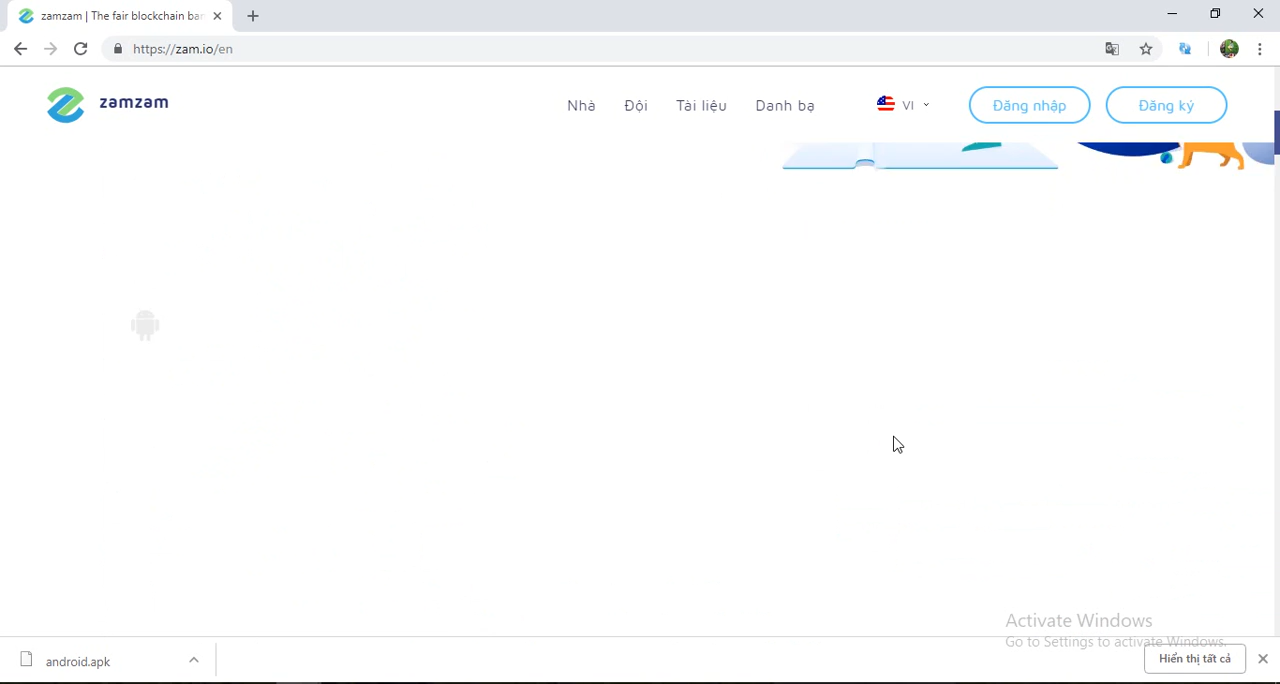 zamzam | The fair blockchain ba
https://zam.io/en
zamzam
Nhà Đội Tài liệu Danh bạ VI Đăng nhập Đăng ký
Activate Windows
Go to Settings to activate Windows.
android.apk
Hiển thị tất cả